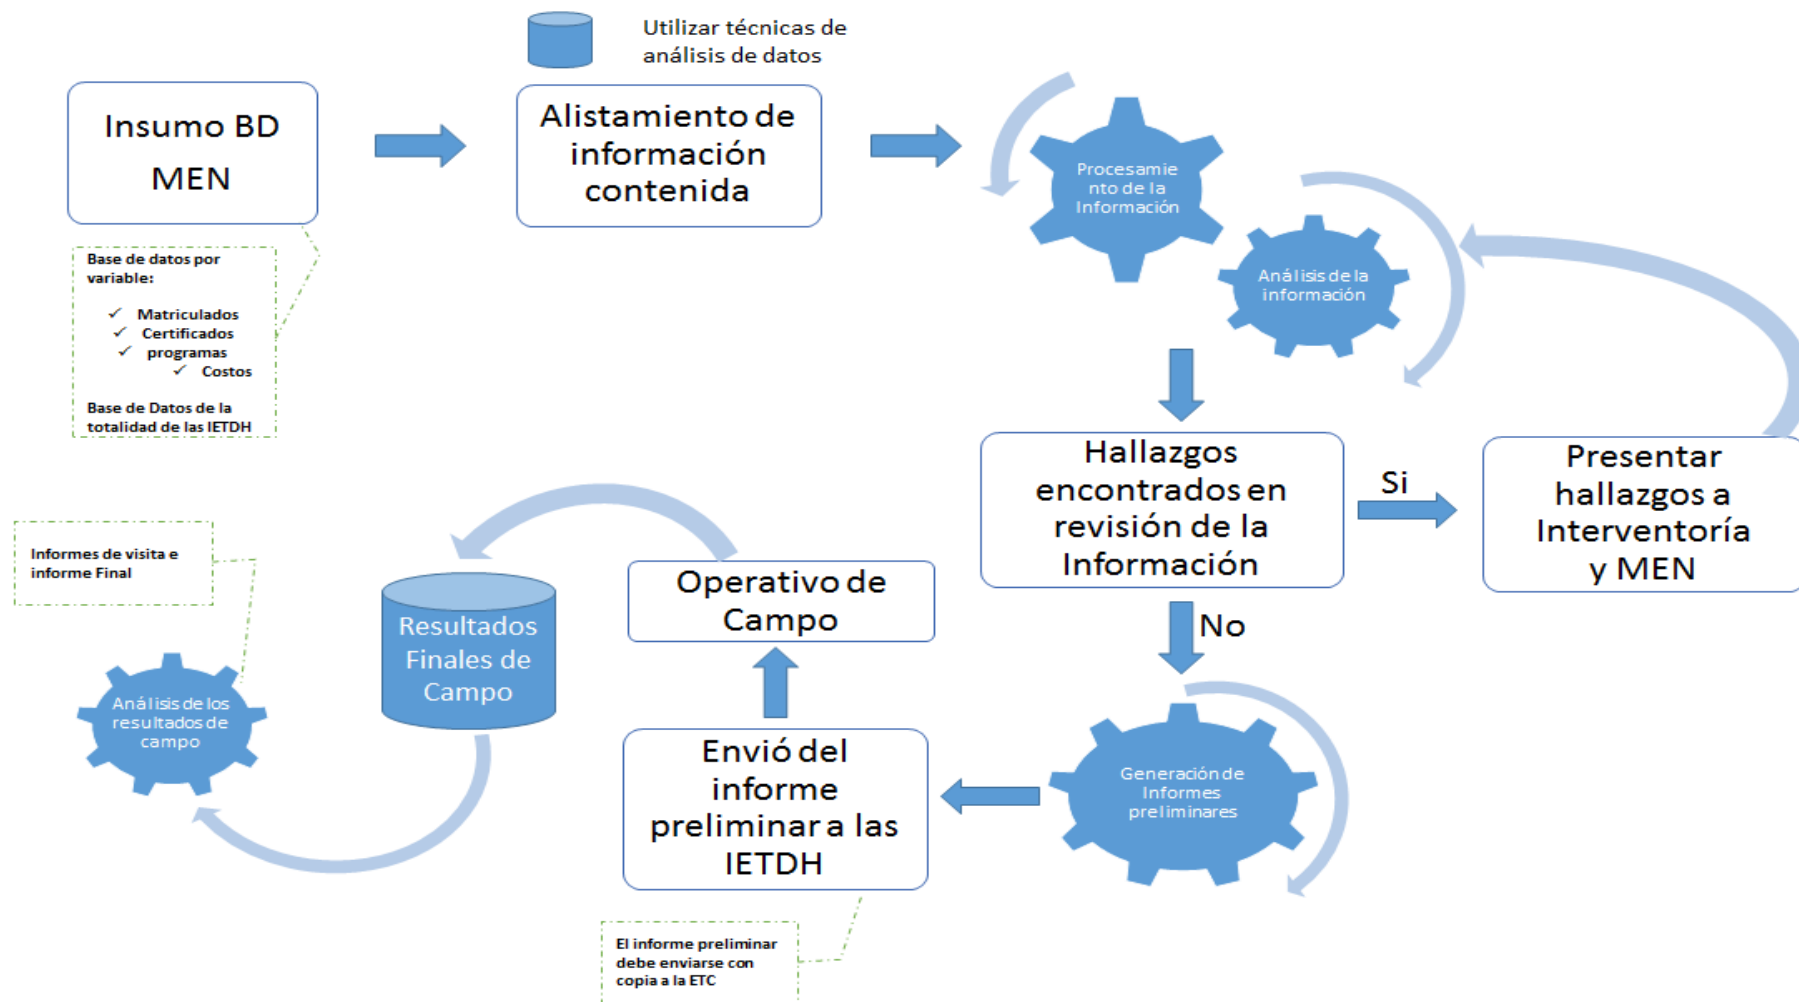 Utilizar técnicas de
análisis de datos
Insumo BD
MEN
Alistamiento de
información
contenida
Procesamie
nto de la
Información
Análisis de la
información
Base de datos por
variable:
✓ Matriculados
✓ Certificados
✓ programas
✓ Costos
Base de Datos de la
totalidad de las IETDH
Hallazgos
encontrados en
revisión de la
Información
Si
Presentar
hallazgos a
Interventoría
y MEN
No
Generación de
Informes
preliminares
Envió del
informe
preliminar a las
IETDH
El informe preliminar
debe enviarse con
copia a la ETC
Operativo de
Campo
Resultados
Finales de
Campo
Análisis de los
resultados de
campo
Informes de visita e
informe Final